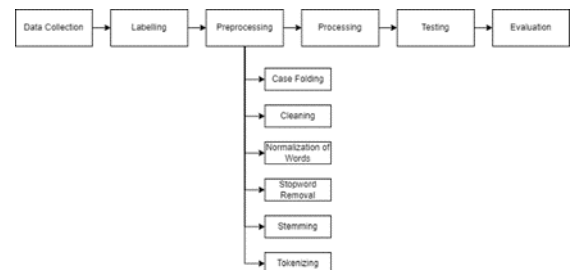 Data Collection
Labelling
Preprocessing
Processing
Testing
Evaluation
Case Folding
Cleaning
Normalization of
Words
Stopword
Removal
Stemming
Tokenizing